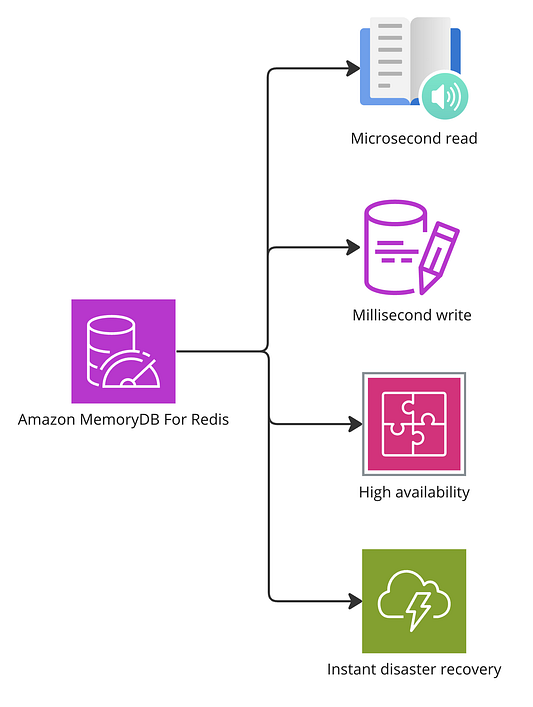 Microsecond read
Millisecond write
Amazon MemoryDB For Redis
High availability
Instant disaster recovery